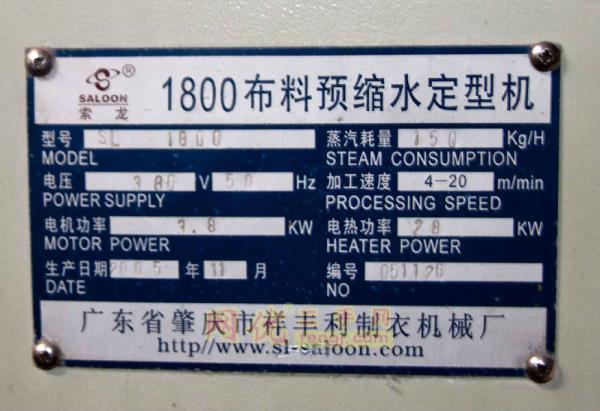 ®
SALOON
索龙
1800布料预缩水定型机
型号 SL 1800
MODEL
蒸汽耗量 150 Kg/H
STEAM CONSUMPTION
电压 380 V 50 Hz
POWER SUPPLY
加工速度 4-20 m/min
PROCESSING SPEED
电机功率 3.8 KW
MOTOR POWER
电热功率 28 KW
HEATER POWER
生产日期 2005 年 11 月
DATE
编号 051126
NO
广东省肇庆市祥丰利制衣机械厂
http//www.sl-saloon.com